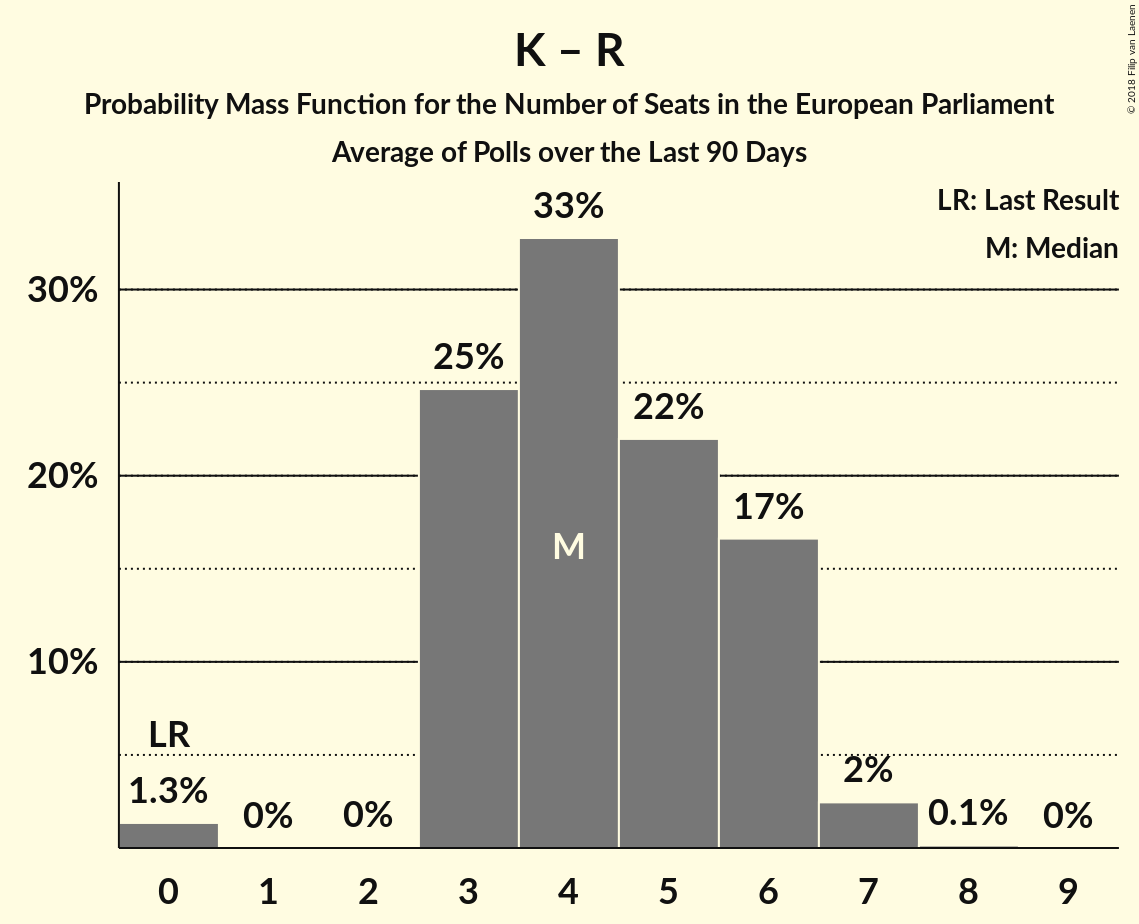 K – R
Probability Mass Function for the Number of Seats in the European Parliament
Average of Polls over the Last 90 Days
© 2018 Filip van Laenen
LR: Last Result
M: Median
30%
20%
10%
LR
1.3%
0%
0%
25%
33%
M
22%
17%
2%
0.1%
0%
0 1 2 3 4 5 6 7 8 9